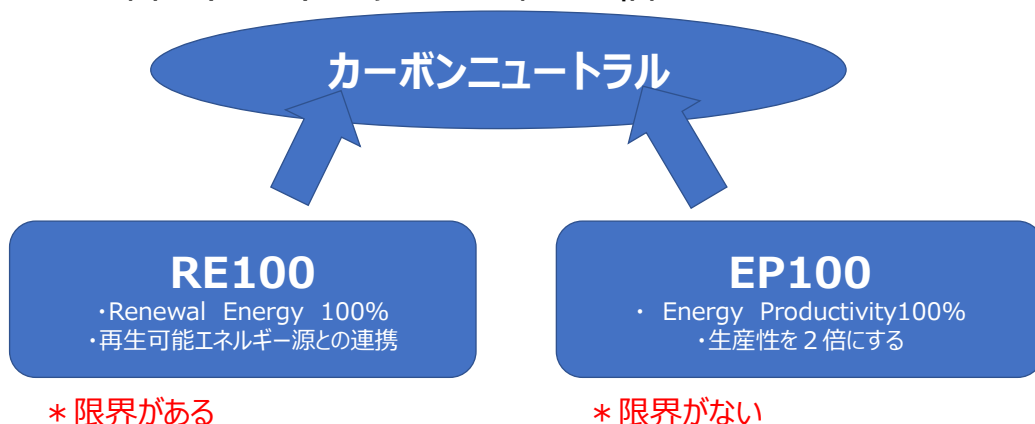 カーボンニュートラル
RE100
・Renewal Energy 100%
・再生可能エネルギー源との連携
EP100
・ Energy Productivity100%
・生産性を２倍にする
＊限界がある
＊限界がない